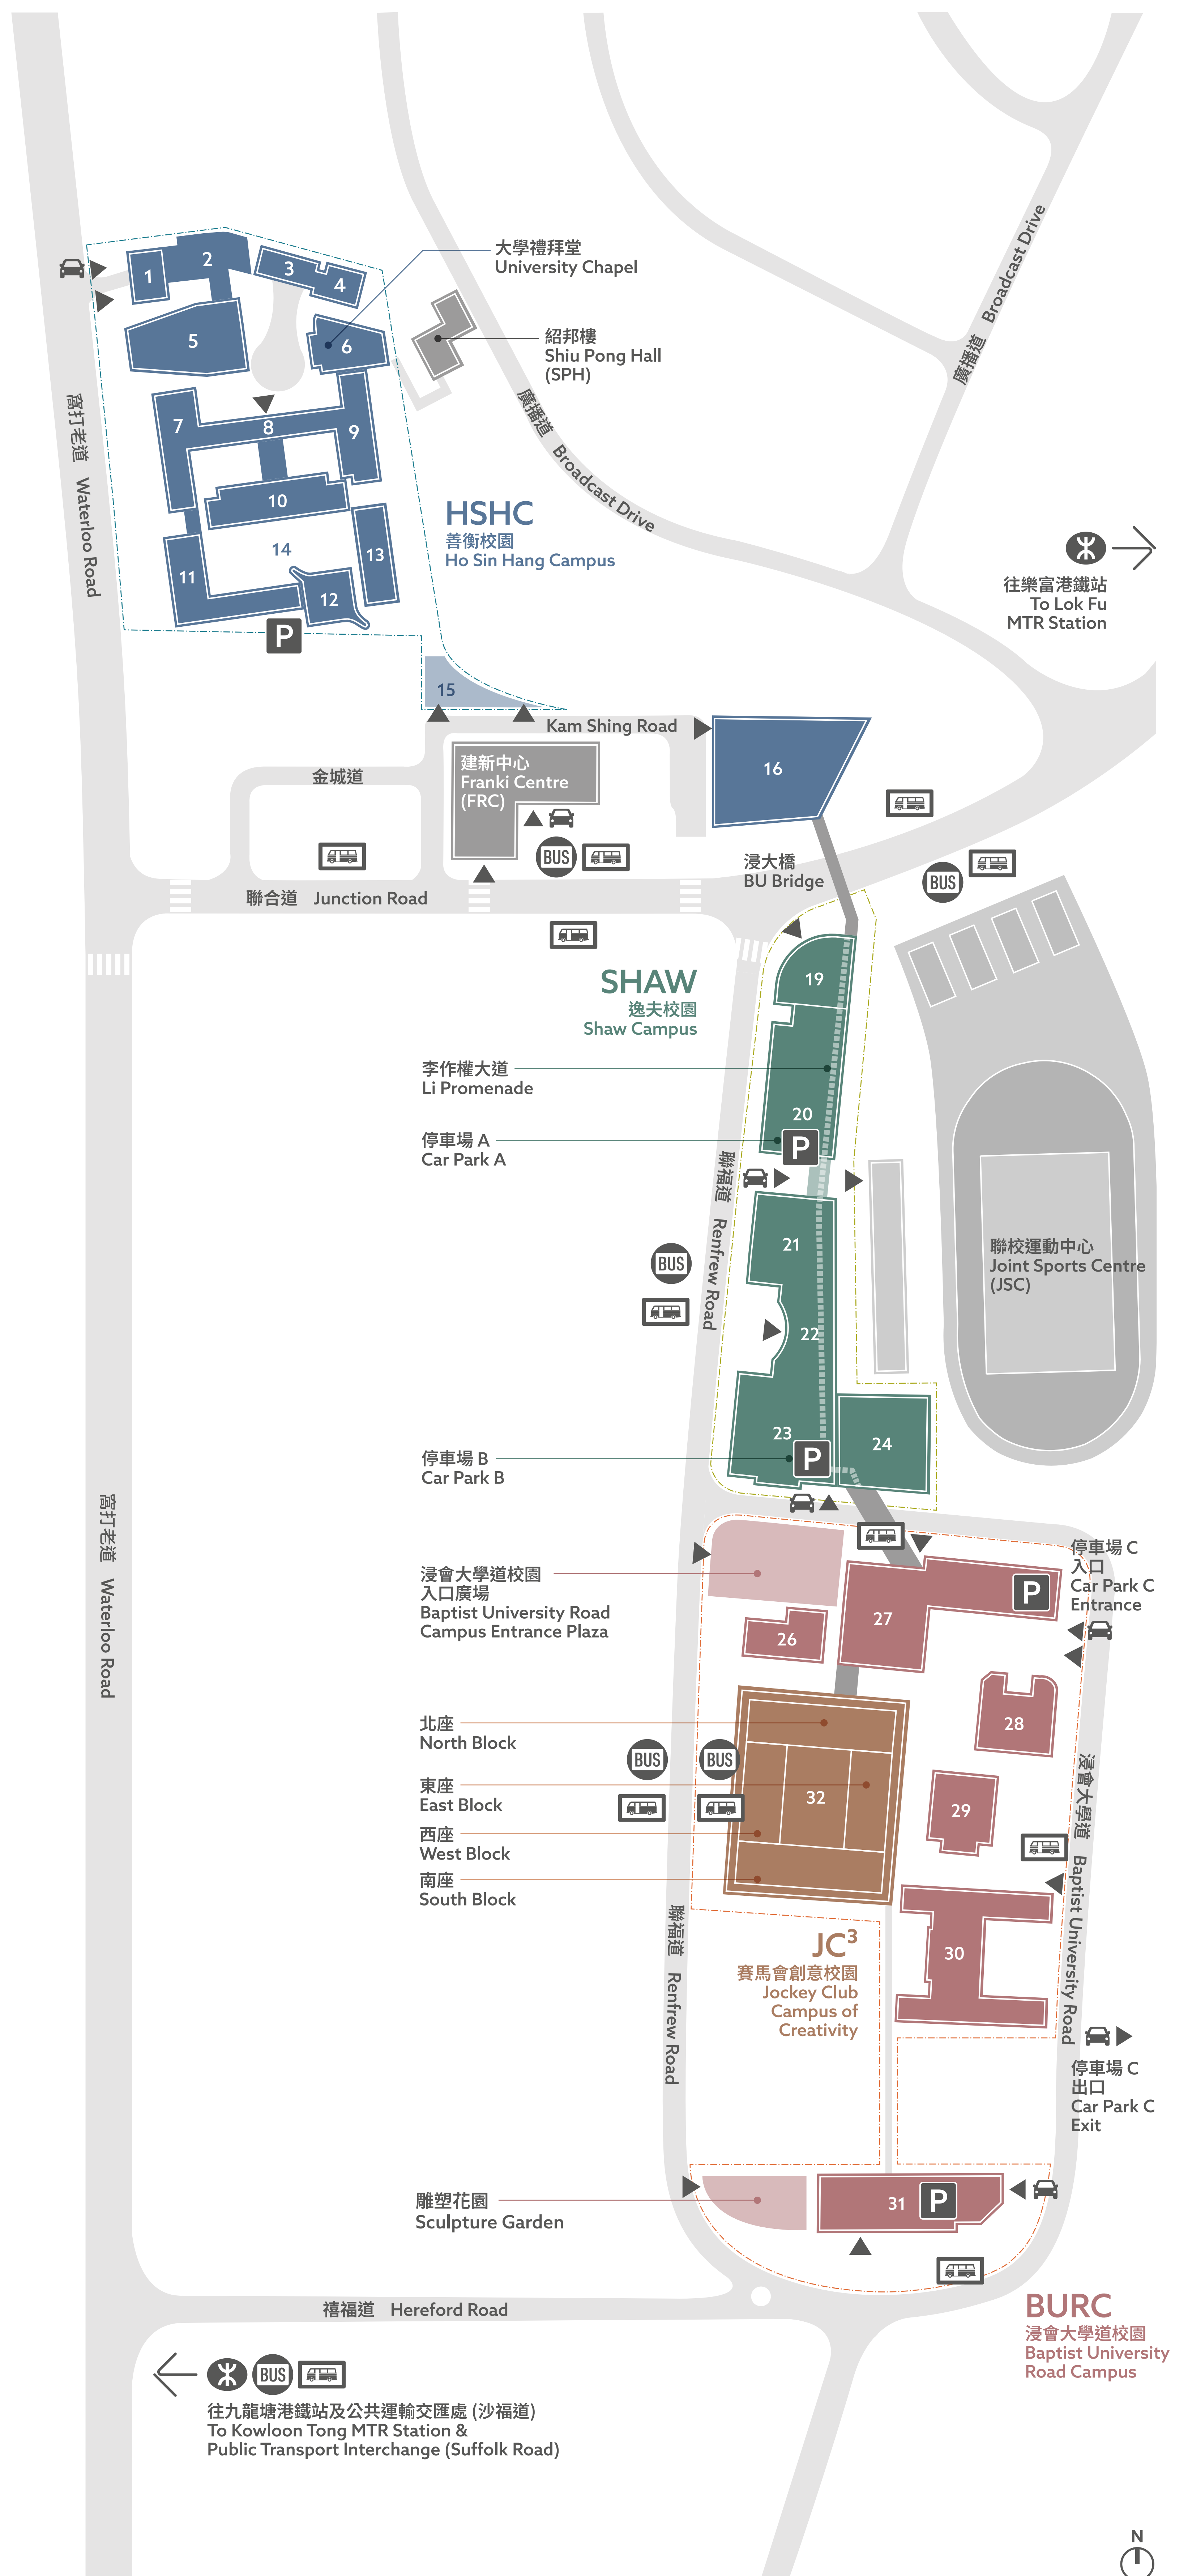 1
2
3
4
5
6
7
8
9
10
11
12
13
14
15
16
大學禮拜堂
University Chapel
紹邦樓
Shiu Pong Hall
(SPH)
廣播道 Broadcast Drive
廣播道 Broadcast Drive
窩打老道 Waterloo Road
HSHC
善衡校園
Ho Sin Hang Campus
往樂富港鐵站
To Lok Fu
MTR Station
P
Kam Shing Road
金城道
建新中心
Franki Centre
(FRC)
BUS
浸大橋
BU Bridge
BUS
聯合道 Junction Road
SHAW
逸夫校園
Shaw Campus
19
李作權大道
Li Promenade
20
停車場 A
Car Park A
P
聯福道 Renfrew Road
21
BUS
22
聯校運動中心
Joint Sports Centre
(JSC)
23
24
停車場 B
Car Park B
P
窩打老道 Waterloo Road
停車場 C
入口
Car Park C
Entrance
P
浸會大學道校園
入口廣場
Baptist University Road
Campus Entrance Plaza
26
27
28
北座
North Block
BUS
BUS
東座
East Block
32
29
西座
West Block
南座
South Block
浸會大學道 Baptist University Road
聯福道 Renfrew Road
30
JC³
賽馬會創意校園
Jockey Club
Campus of
Creativity
停車場 C
出口
Car Park C
Exit
雕塑花園
Sculpture Garden
31
P
禧福道 Hereford Road
BURC
浸會大學道校園
Baptist University
Road Campus
BUS
往九龍塘港鐵站及公共運輸交匯處 (沙福道)
To Kowloon Tong MTR Station &
Public Transport Interchange (Suffolk Road)
N